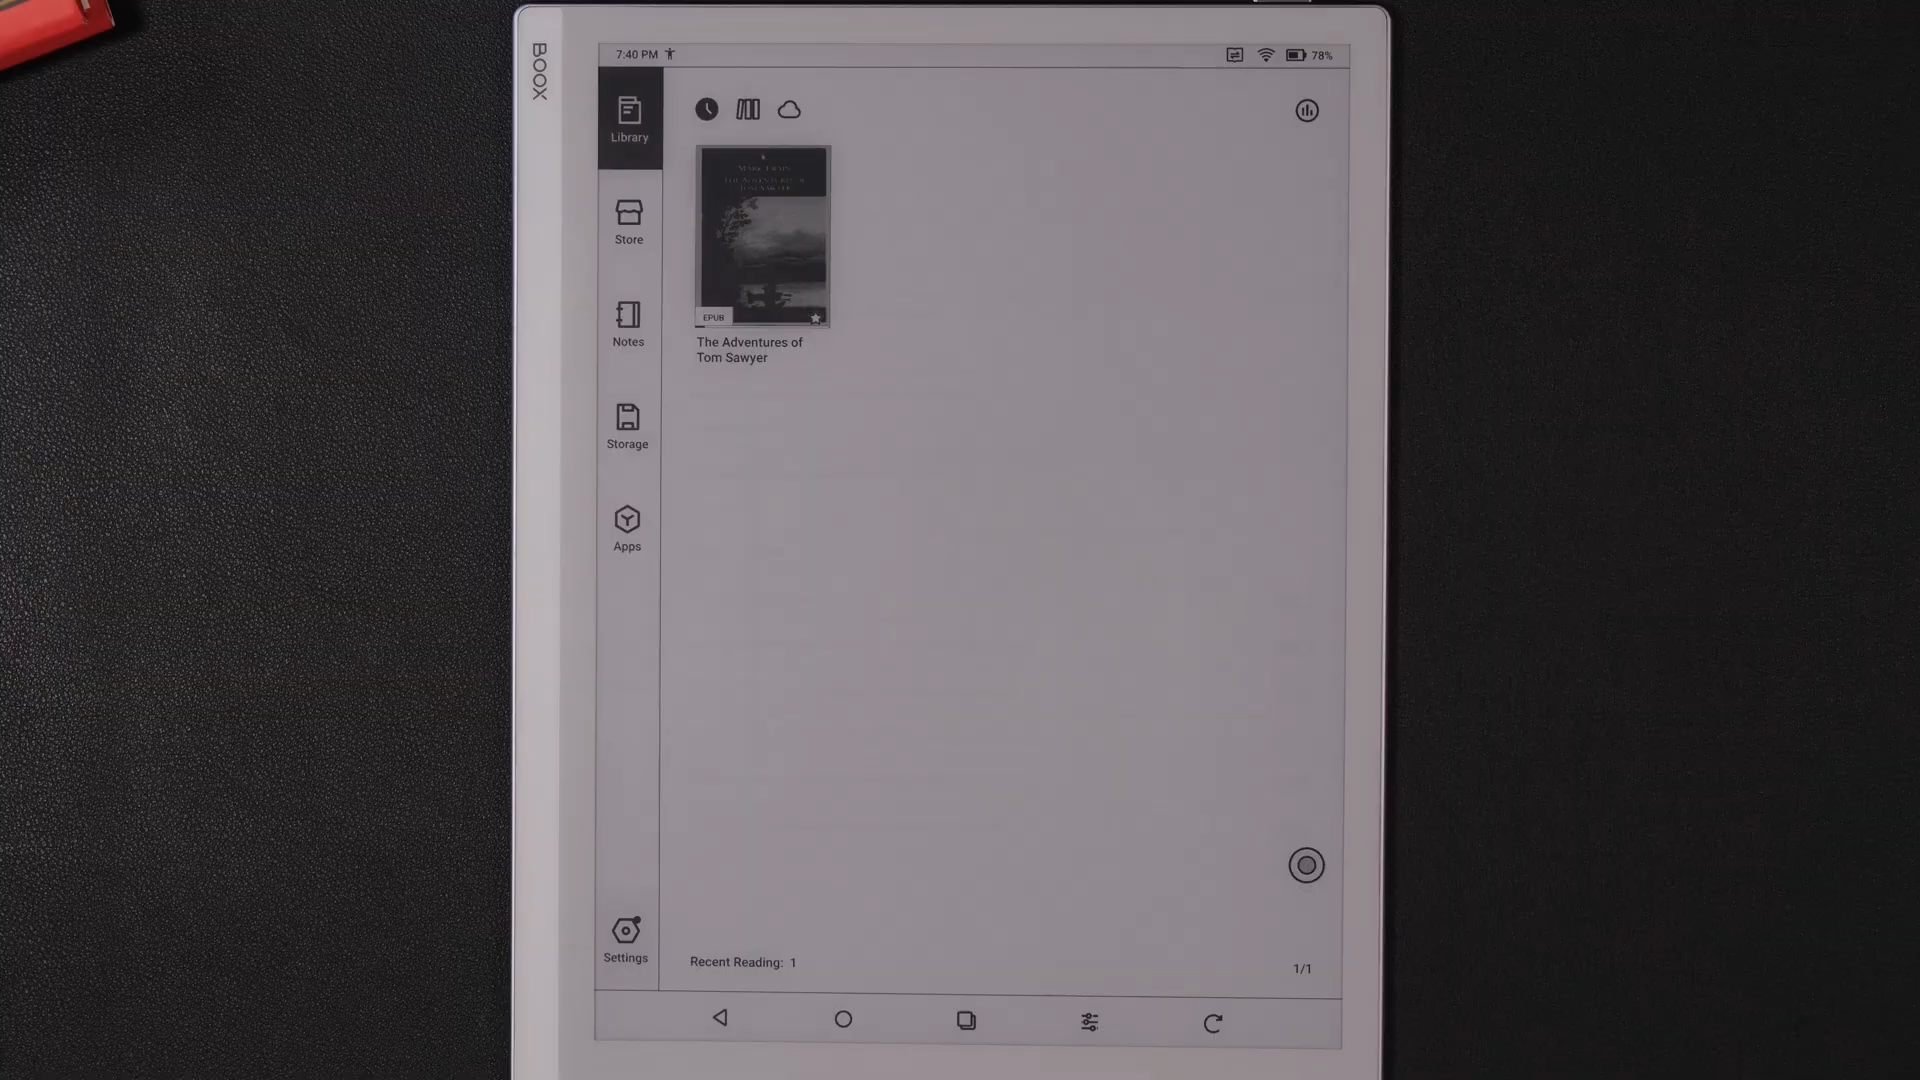 BOOX
7:40 PM
78%
Library
Store
Notes
Storage
Apps
Settings
MARK TWAIN
THE ADVENTURES OF
TOM SAWYER
EPUB
The Adventures of
Tom Sawyer
Recent Reading: 1
1/1